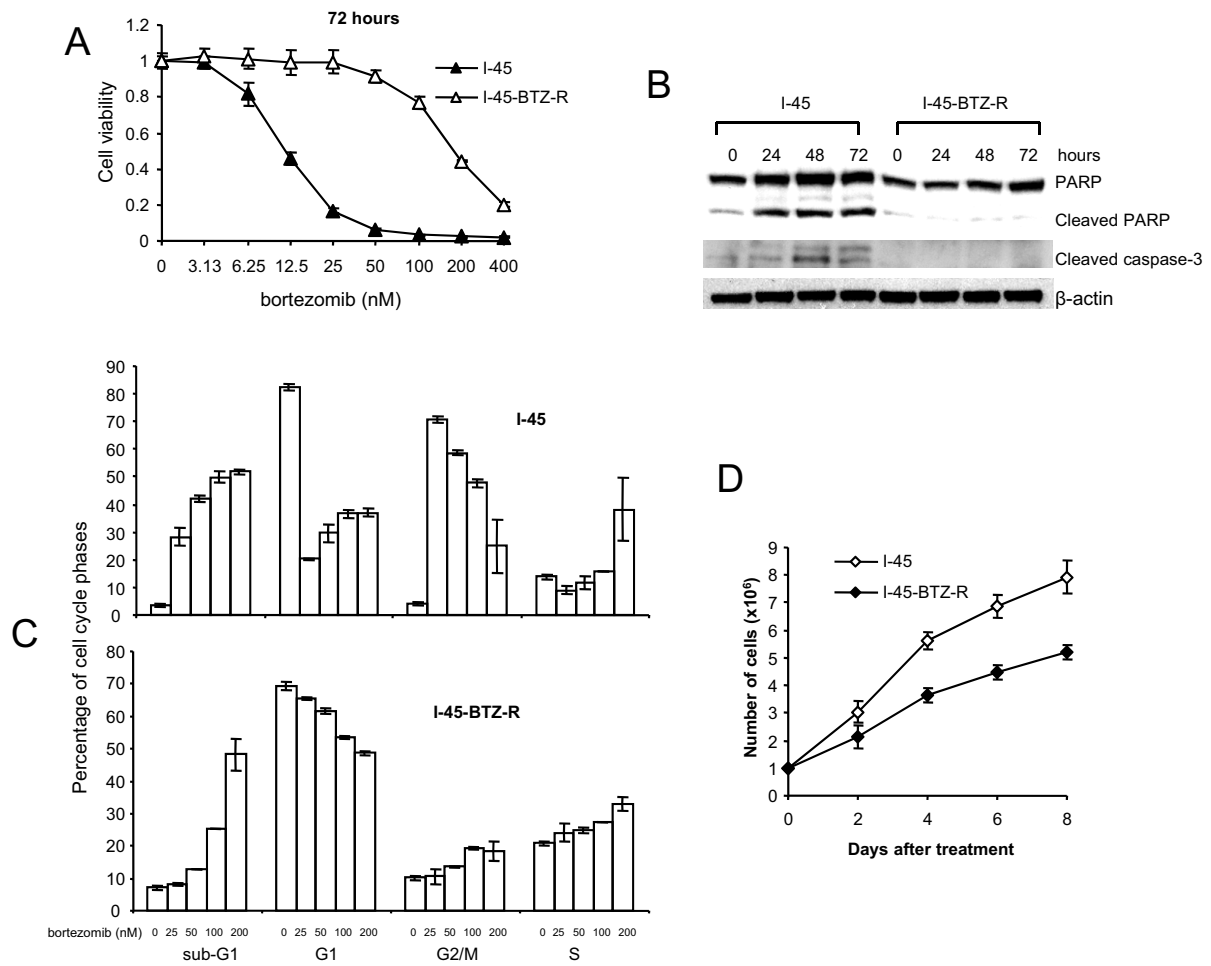 A
72 hours
1.2
1
0.8
0.6
0.4
0.2
0
Cell viability
I-45
I-45-BTZ-R
0 3.13 6.25 12.5 25 50 100 200 400
bortezomib (nM)
B
I-45 I-45-BTZ-R
0 24 48 72 0 24 48 72 hours
PARP
Cleaved PARP
Cleaved caspase-3
β-actin
C
Percentage of cell cycle phases
90
80
70
60
50
40
30
20
10
0
I-45
80
70
60
50
40
30
20
10
0
I-45-BTZ-R
bortezomib (nM) 0 25 50 100 200 0 25 50 100 200 0 25 50 100 200 0 25 50 100 200
sub-G1 G1 G2/M S
D
Number of cells (x10⁶)
9
8
7
6
5
4
3
2
1
0
I-45
I-45-BTZ-R
0 2 4 6 8
Days after treatment